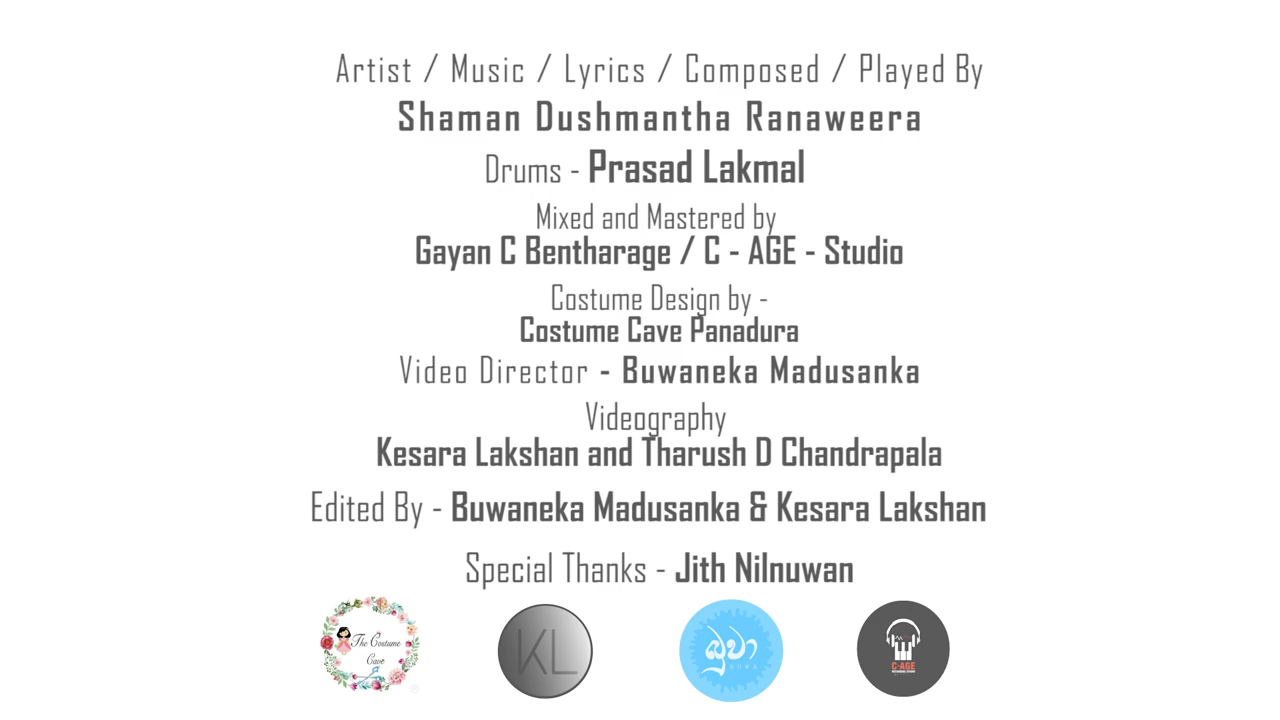 Artist / Music / Lyrics / Composed / Played By
Shaman Dushmantha Ranaweera
Drums - Prasad Lakmal
Mixed and Mastered by
Gayan C Bentharage / C - AGE - Studio
Costume Design by -
Costume Cave Panadura
Video Director - Buwaneka Madusanka
Videography
Kesara Lakshan and Tharush D Chandrapala
Edited By - Buwaneka Madusanka & Kesara Lakshan
Special Thanks - Jith Nilnuwan
The Costume
Cave
KL
බුවා
C-AGE